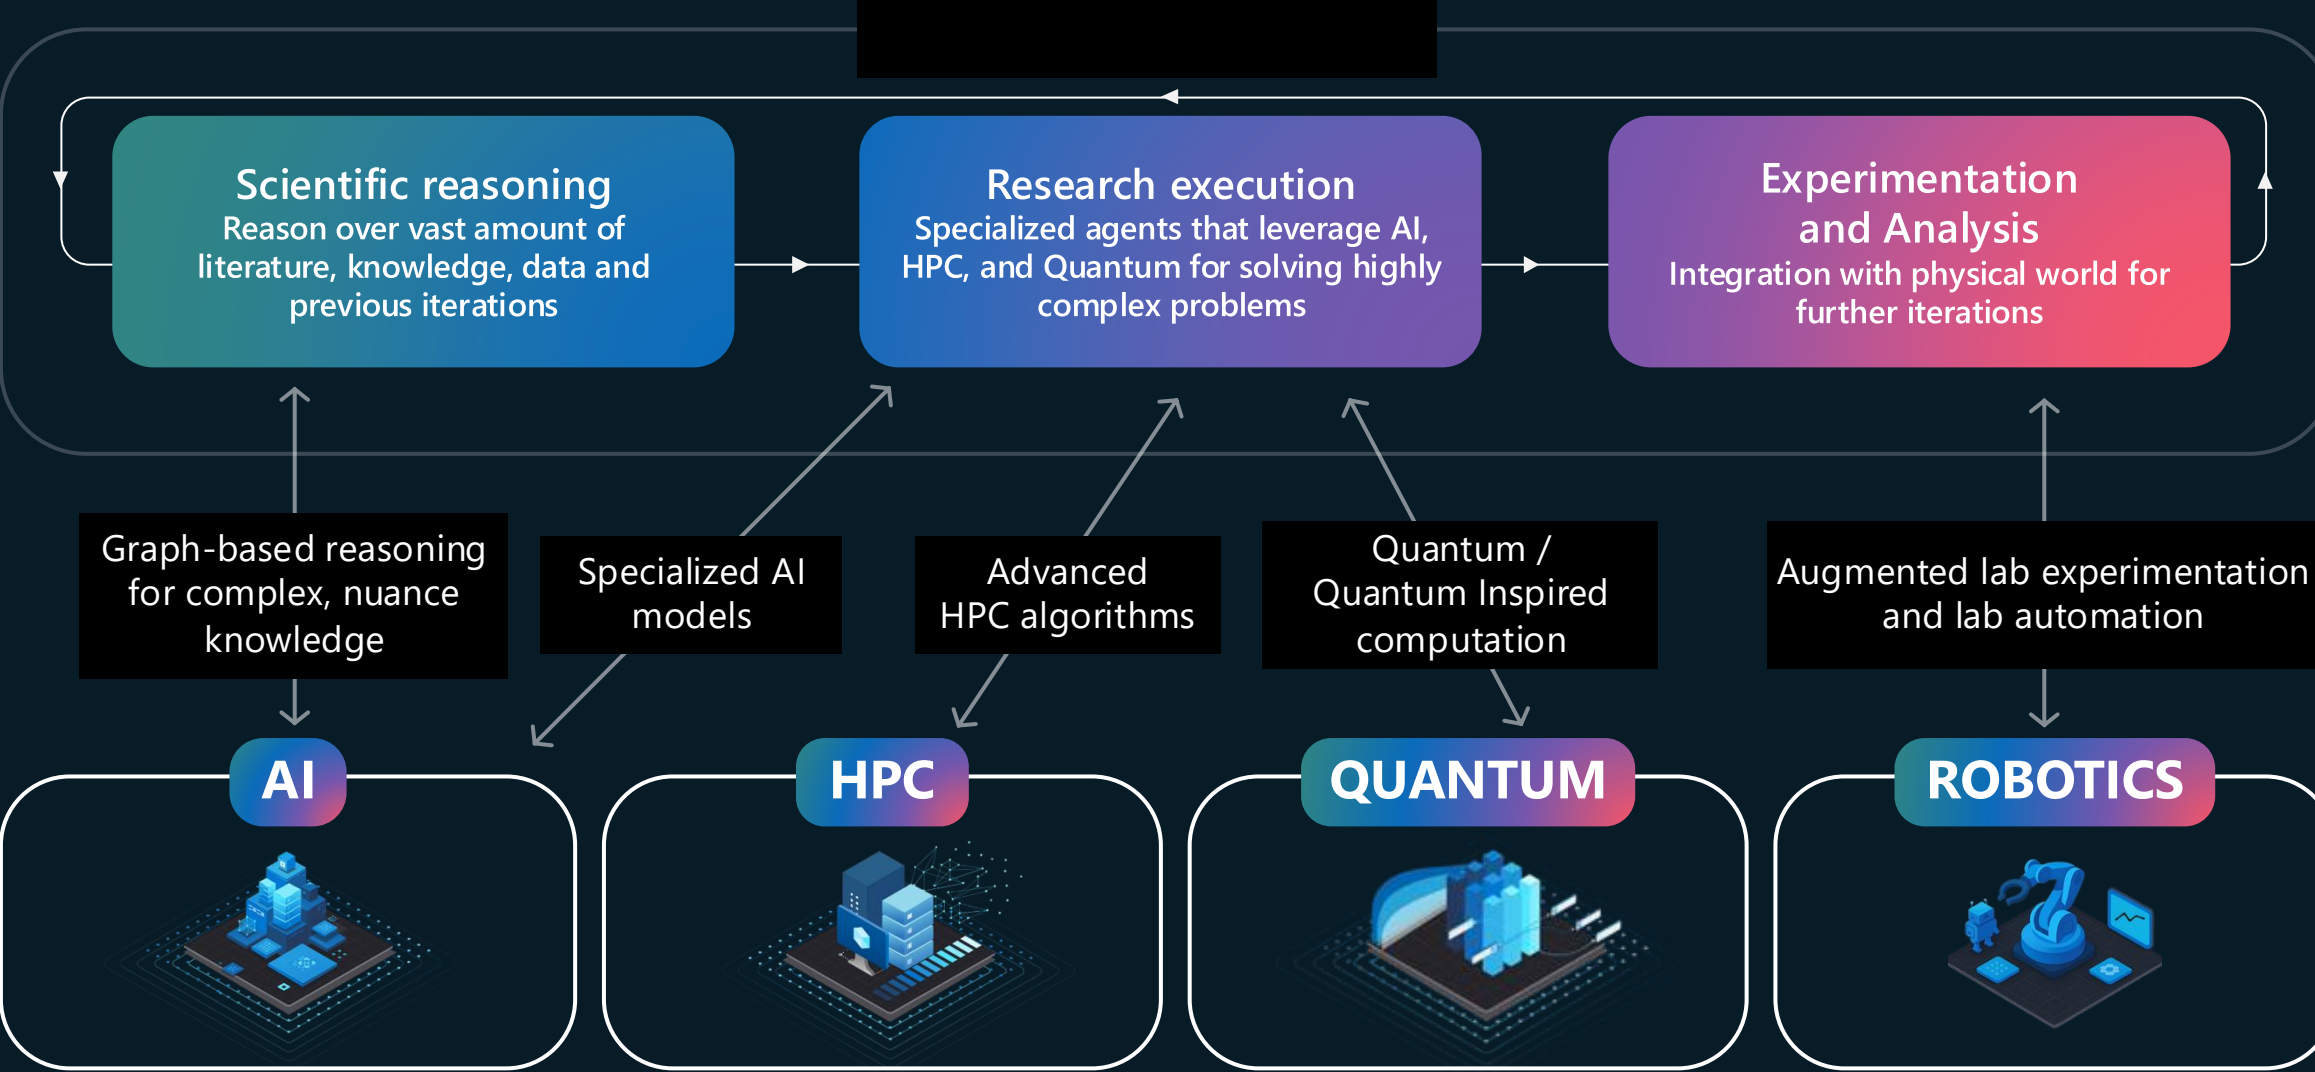 Scientific reasoning
Reason over vast amount of
literature, knowledge, data and
previous iterations
Research execution
Specialized agents that leverage AI,
HPC, and Quantum for solving highly
complex problems
Experimentation
and Analysis
Integration with physical world for
further iterations
Graph-based reasoning
for complex, nuance
knowledge
Specialized AI
models
Advanced
HPC algorithms
Quantum /
Quantum Inspired
computation
Augmented lab experimentation
and lab automation
AI
HPC
QUANTUM
ROBOTICS